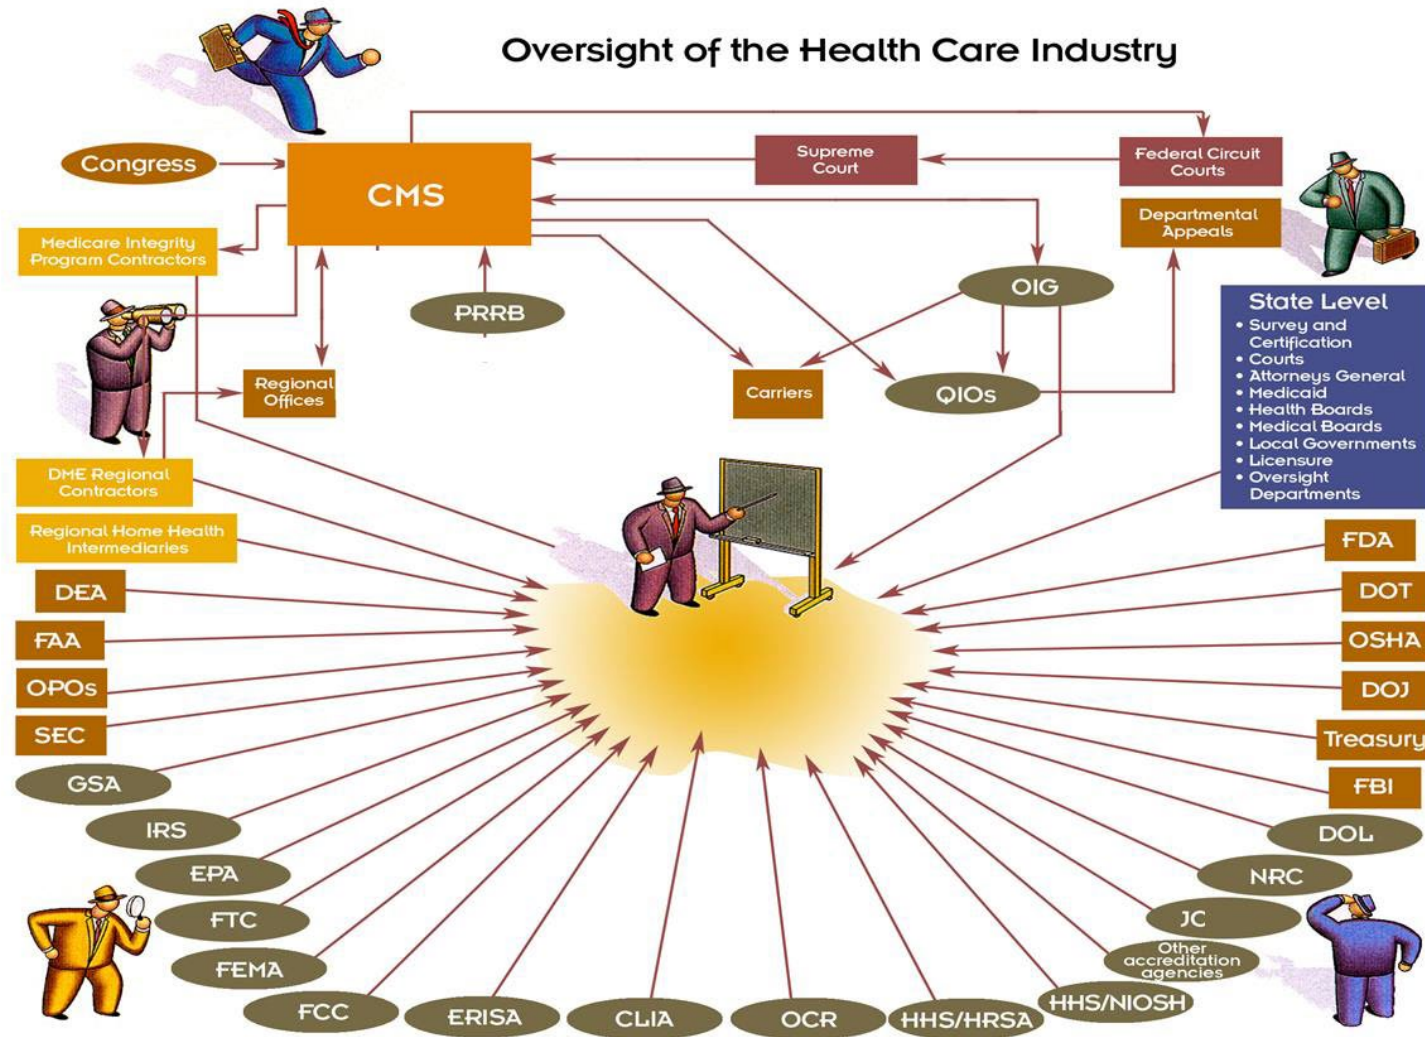 Oversight of the Health Care Industry
Congress
CMS
Supreme
Court
Federal Circuit
Courts
Departmental
Appeals
Medicare Integrity
Program Contractors
PRRB
OIG
State Level
• Survey and
Certification
• Courts
• Attorneys General
• Medicaid
• Health Boards
• Medical Boards
• Local Governments
• Licensure
• Oversight
Departments
Regional
Offices
Carriers
QIOs
DME Regional
Contractors
Regional Home Health
Intermediaries
DEA
FAA
OPOs
SEC
GSA
IRS
EPA
FTC
FEMA
FCC
ERISA
CLIA
OCR
HHS/HRSA
HHS/NIOSH
Other
accreditation
agencies
JC
NRC
DOL
FBI
Treasury
DOJ
OSHA
DOT
FDA